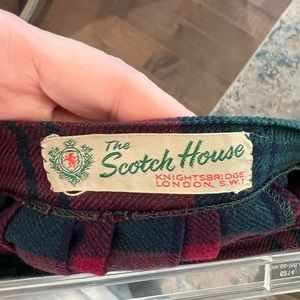 The
Scotch House
KNIGHTSBRIDGE
LONDON, S.W.1